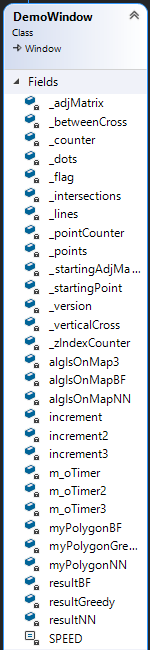 DemoWindow
Class
Window
Fields
_adjMatrix
_betweenCross
_counter
_dots
_flag
_intersections
_lines
_pointCounter
_points
_startingAdjMa...
_startingPoint
_version
_verticalCross
_zIndexCounter
algIsOnMap3
algIsOnMapBF
algIsOnMapNN
increment
increment2
increment3
m_oTimer
m_oTimer2
m_oTimer3
myPolygonBF
myPolygonGre...
myPolygonNN
resultBF
resultGreedy
resultNN
SPEED